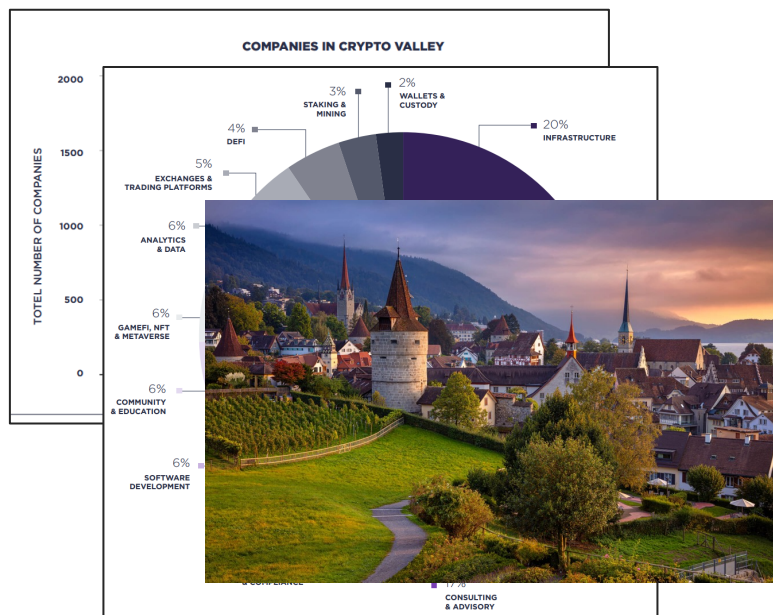 COMPANIES IN CRYPTO VALLEY
TOTEL NUMBER OF COMPANIES
2000
1500
1000
500
0
2%
WALLETS &
CUSTODY
3%
STAKING &
MINING
4%
DEFI
5%
EXCHANGES &
TRADING PLATFORMS
6%
ANALYTICS
& DATA
6%
GAMEFI, NFT
& METAVERSE
6%
COMMUNITY
& EDUCATION
6%
SOFTWARE
DEVELOPMENT
20%
INFRASTRUCTURE
& COMPLIANCE
17%
CONSULTING
& ADVISORY